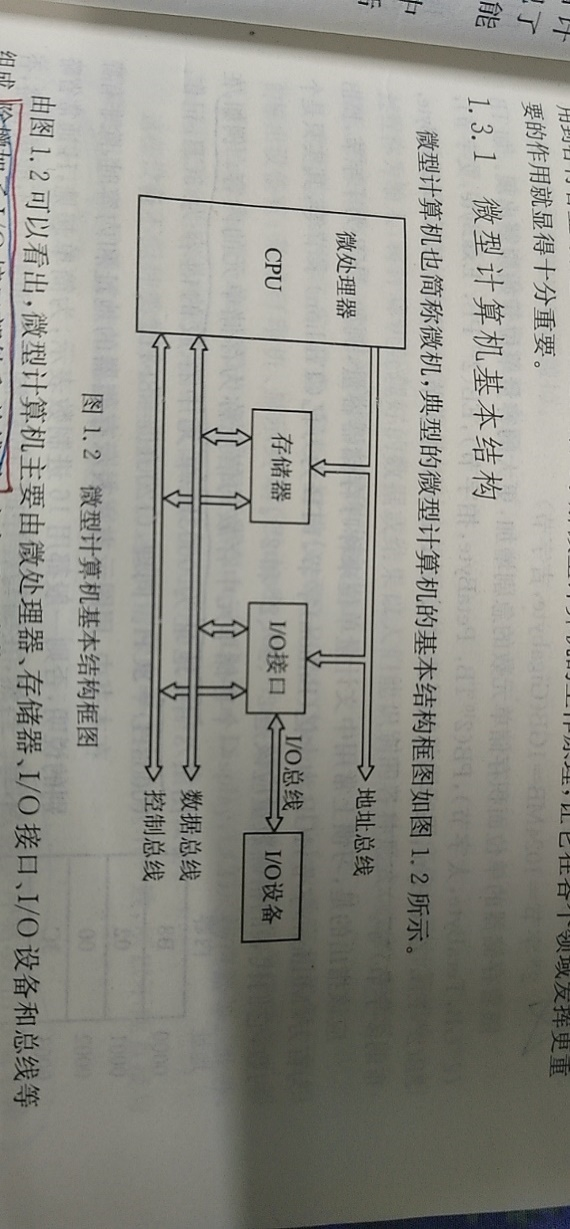 要的作用就显得十分重要。
1.3.1 微型计算机基本结构
微型计算机也简称微机,典型的微型计算机的基本结构框图如图1.2所示。
地址总线
微处理器
CPU
存储器
I/O接口
I/O总线
I/O设备
数据总线
控制总线
图1.2 微型计算机基本结构框图
由图1.2可以看出,微型计算机主要由微处理器、存储器、I/O接口、I/O设备和总线等
组成